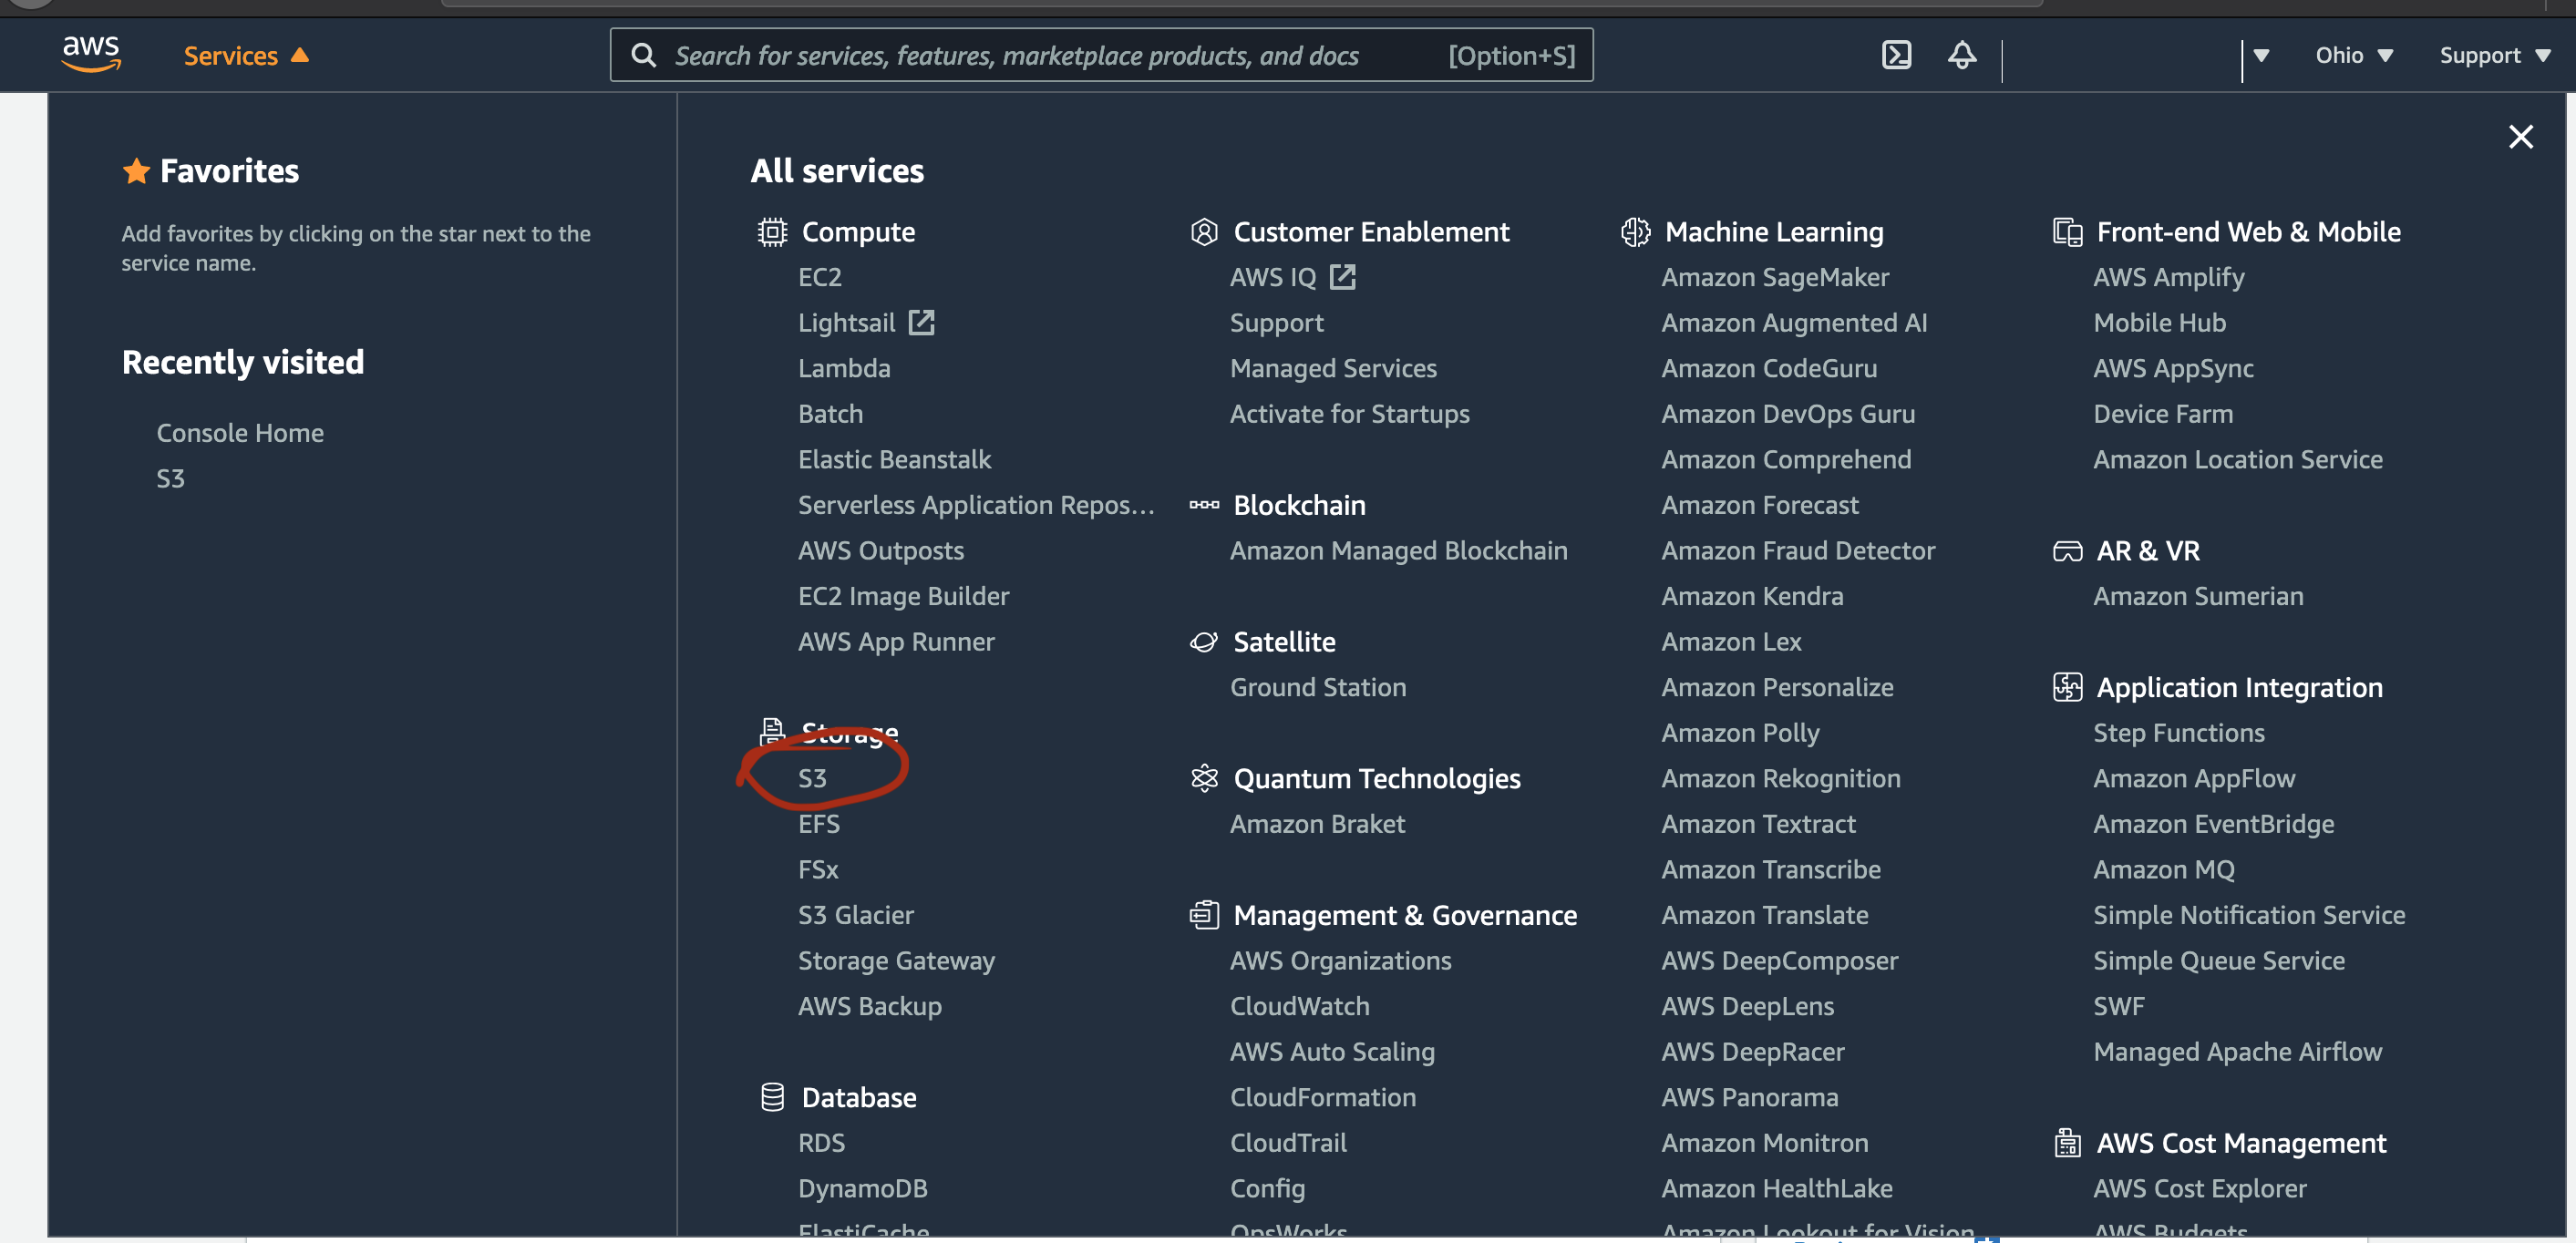 aws
Services
Search for services, features, marketplace products, and docs [Option+S]
Ohio
Support
Favorites
Add favorites by clicking on the star next to the
service name.
Recently visited
Console Home
S3
All services
Compute
EC2
Lightsail
Lambda
Batch
Elastic Beanstalk
Serverless Application Repos...
AWS Outposts
EC2 Image Builder
AWS App Runner
Storage
S3
EFS
FSx
S3 Glacier
Storage Gateway
AWS Backup
Database
RDS
DynamoDB
ElastiCache
Customer Enablement
AWS IQ
Support
Managed Services
Activate for Startups
Blockchain
Amazon Managed Blockchain
Satellite
Ground Station
Quantum Technologies
Amazon Braket
Management & Governance
AWS Organizations
CloudWatch
AWS Auto Scaling
CloudFormation
CloudTrail
Config
OpsWorks
Machine Learning
Amazon SageMaker
Amazon Augmented AI
Amazon CodeGuru
Amazon DevOps Guru
Amazon Comprehend
Amazon Forecast
Amazon Fraud Detector
Amazon Kendra
Amazon Lex
Amazon Personalize
Amazon Polly
Amazon Rekognition
Amazon Textract
Amazon Transcribe
Amazon Translate
AWS DeepComposer
AWS DeepLens
AWS DeepRacer
AWS Panorama
Amazon Monitron
Amazon HealthLake
Amazon Lookout for Vision
Front-end Web & Mobile
AWS Amplify
Mobile Hub
AWS AppSync
Device Farm
Amazon Location Service
AR & VR
Amazon Sumerian
Application Integration
Step Functions
Amazon AppFlow
Amazon EventBridge
Amazon MQ
Simple Notification Service
Simple Queue Service
SWF
Managed Apache Airflow
AWS Cost Management
AWS Cost Explorer
AWS Budgets